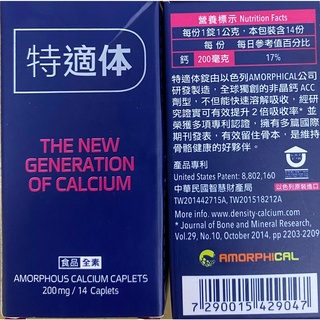 特適体
THE NEW
GENERATION
OF CALCIUM
食品 全素
AMORPHOUS CALCIUM CAPLETS
200mg / 14 Caplets
營養標示 Nutrition Facts
每份1錠1公克，本包裝含14份
每 份 每日參考值百分比
鈣 200毫克 17%
特適体錠由以色列AMORPHICAL公司
研發製造，全球獨創的非晶鈣 ACC
劑型，不但能快速溶解吸收，經研
究證實可有效提升 2 倍吸收率* 並
榮獲多項專利認證，擁有多篇國際
期刊發表，有效留住骨本，是維持
骨骼健康的好夥伴。
產品專利
United States Patent: 8,802,160
中華民國智慧財產局
TW201442715A, TW201518212A
以色列原裝進口
More info. www.density-calcium.com
* Journal of Bone and Mineral Research,
Vol.29, No.10, October 2014, pp 2203-2209
AMORPHICAL
7 290015 429047